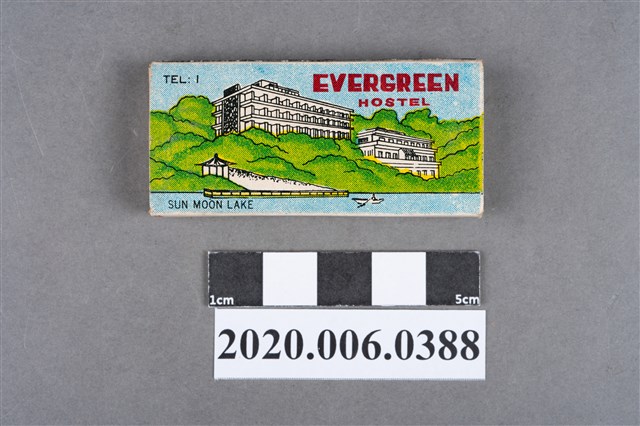 TEL: 1
EVERGREEN
HOSTEL
SUN MOON LAKE
1cm 5cm
2020.006.0388